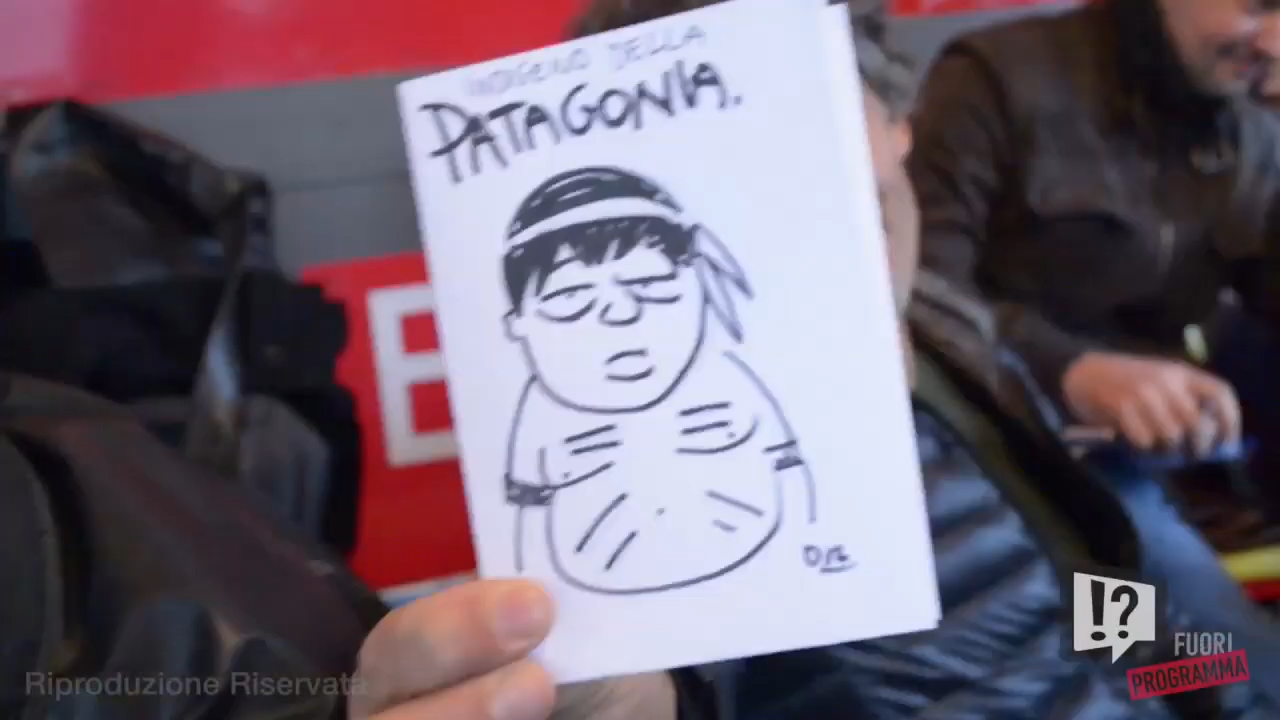 INDIGENO DELLA
PATAGONIA.
E
!?
FUORI
PROGRAMMA
Riproduzione Riservata